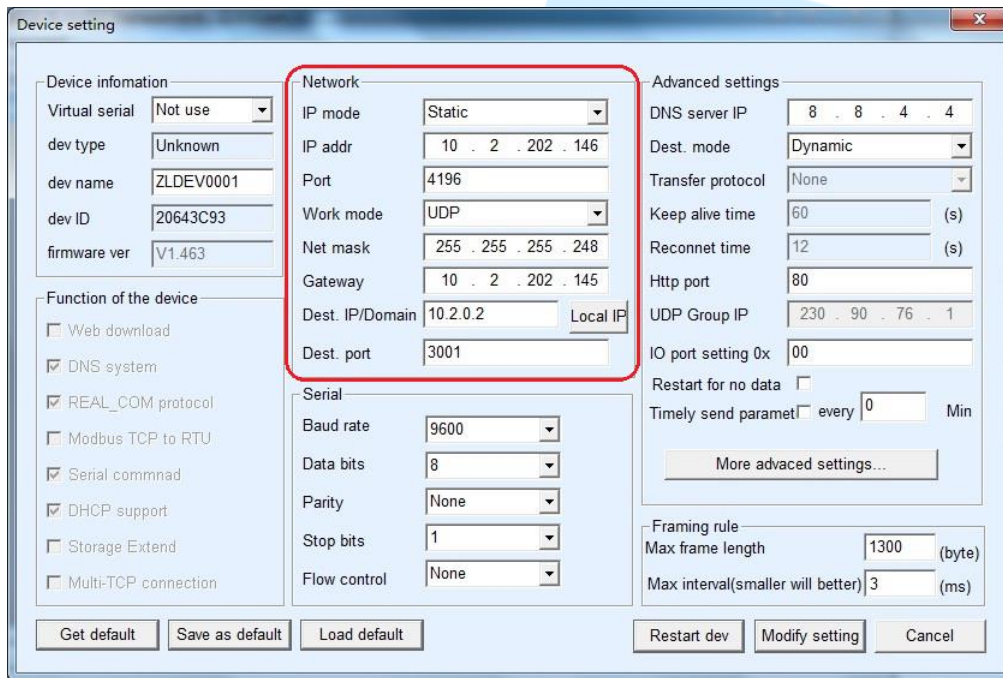 Device setting
Device infomation
Virtual serial Not use
dev type Unknown
dev name ZLDEV0001
dev ID 20643C93
firmware ver V1.463
Function of the device
Web download
DNS system
REAL_COM protocol
Modbus TCP to RTU
Serial commnad
DHCP support
Storage Extend
Multi-TCP connection
Network
IP mode Static
IP addr 10 . 2 . 202 . 146
Port 4196
Work mode UDP
Net mask 255 . 255 . 255 . 248
Gateway 10 . 2 . 202 . 145
Dest. IP/Domain 10.2.0.2 Local IP
Dest. port 3001
Serial
Baud rate 9600
Data bits 8
Parity None
Stop bits 1
Flow control None
Advanced settings
DNS server IP 8 . 8 . 4 . 4
Dest. mode Dynamic
Transfer protocol None
Keep alive time 60 (s)
Reconnet time 12 (s)
Http port 80
UDP Group IP 230 . 90 . 76 . 1
IO port setting 0x 00
Restart for no data
Timely send paramet every 0 Min
More advaced settings...
Framing rule
Max frame length 1300 (byte)
Max interval(smaller will better) 3 (ms)
Get default Save as default Load default Restart dev Modify setting Cancel